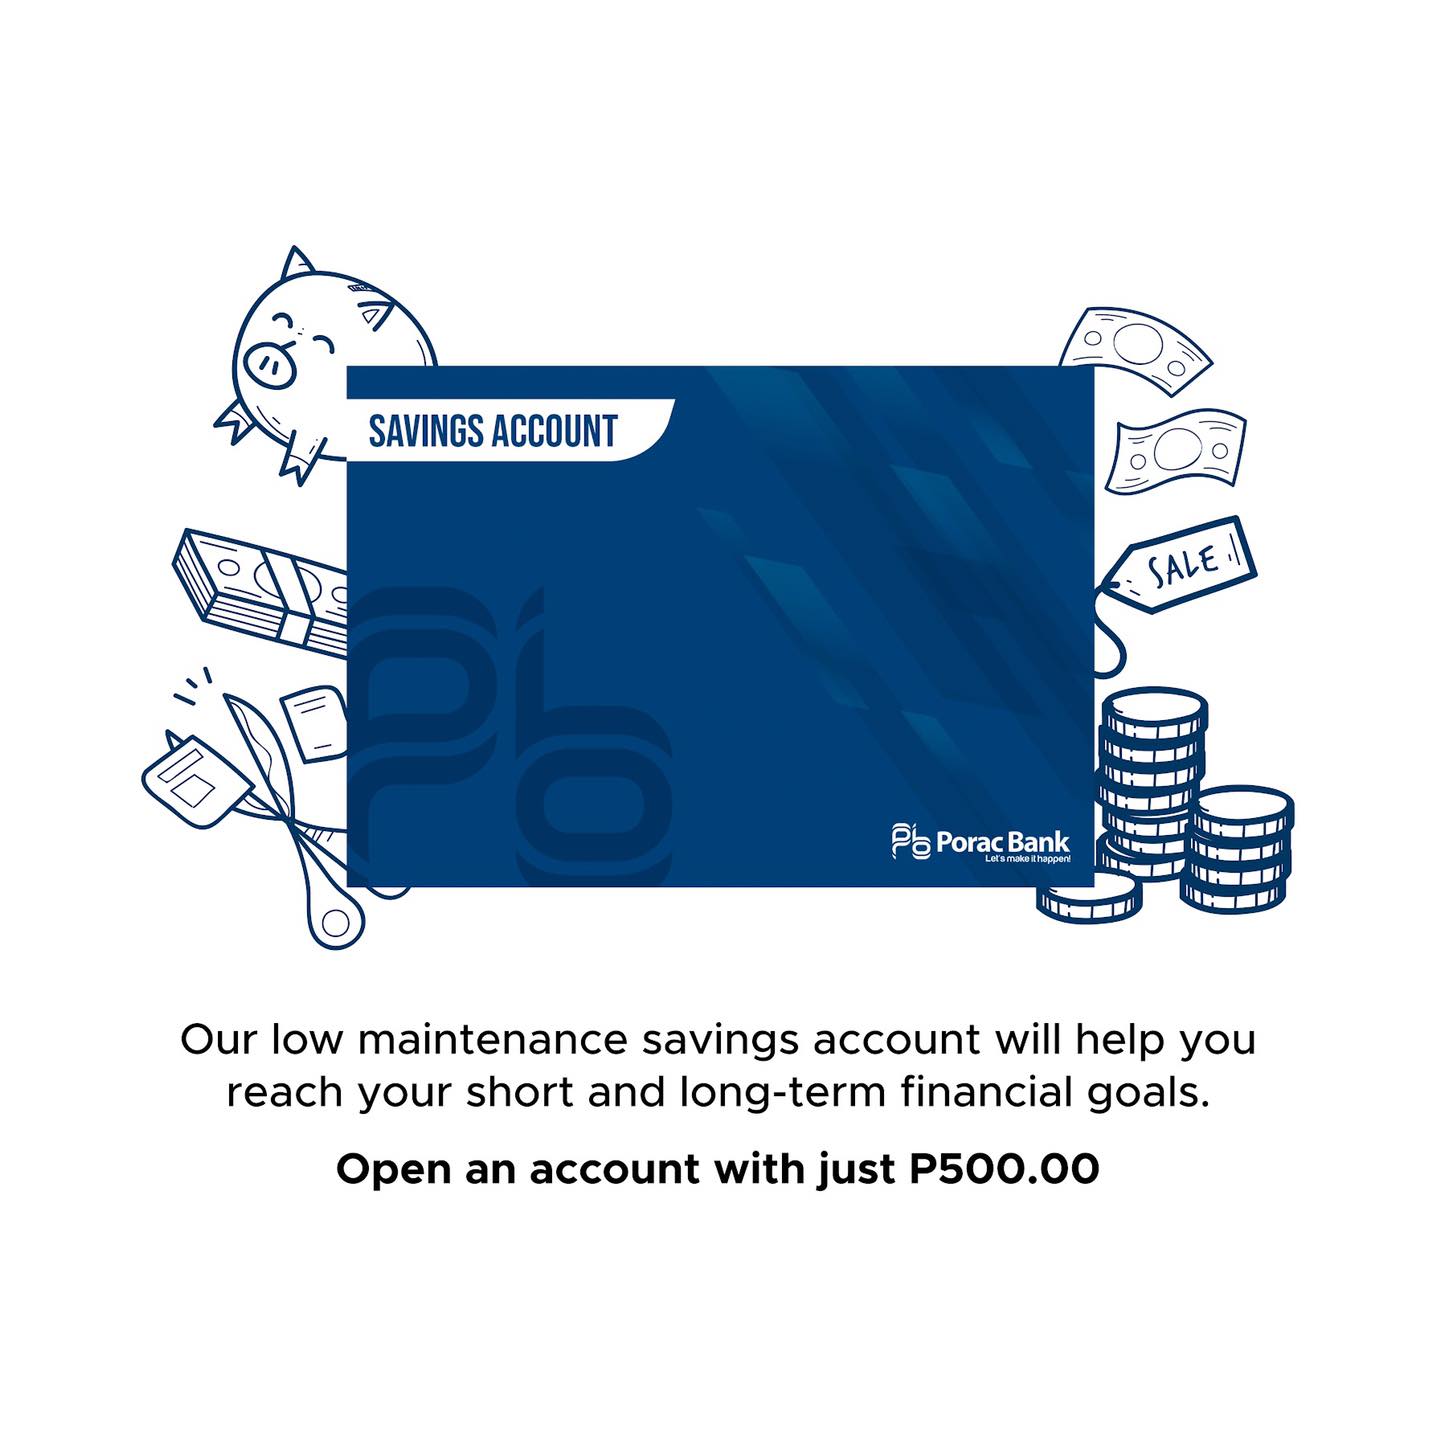 SAVINGS ACCOUNT
SALE
Porac Bank
Let's make it happen!
Our low maintenance savings account will help you
reach your short and long-term financial goals.
Open an account with just P500.00